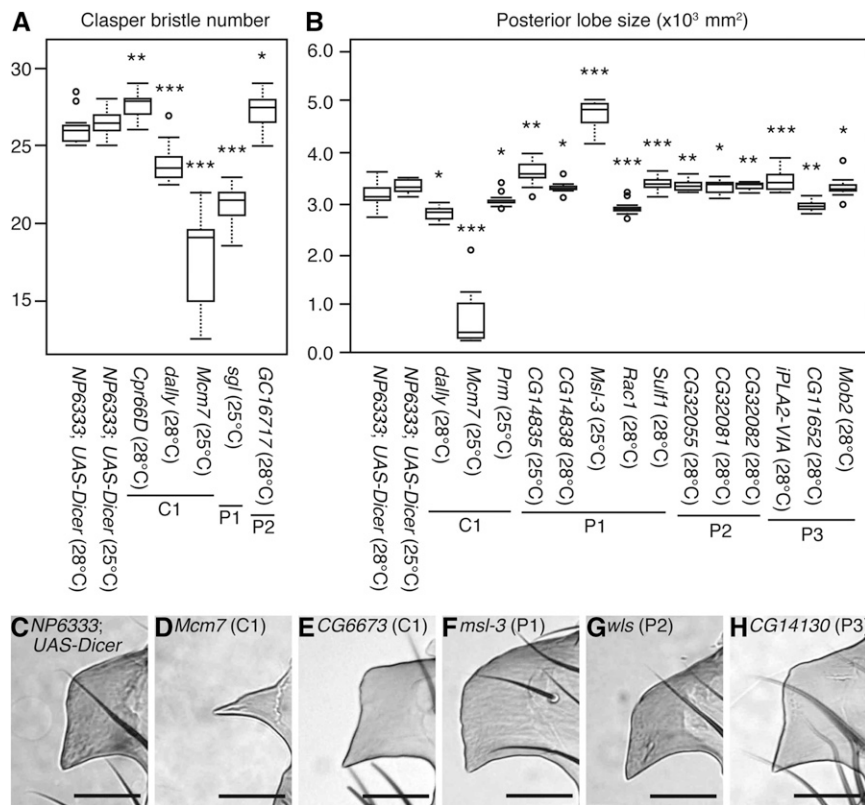 A Clasper bristle number
30
25
20
15
** *** *** *** *
NP6333; UAS-Dicer (28°C)
NP6333; UAS-Dicer (25°C)
Cpr66D (28°C)
dally (28°C)
Mcm7 (25°C)
sgl (25°C)
GC16717 (28°C)
C1
P1
P2
B Posterior lobe size (x10³ mm²)
6.0
5.0
4.0
3.0
2.0
1.0
0.0
* *** * ** * *** *** *** ** * ** *** ** *
NP6333; UAS-Dicer (28°C)
NP6333; UAS-Dicer (25°C)
dally (28°C)
Mcm7 (25°C)
Prm (25°C)
CG14835 (25°C)
CG14838 (28°C)
Msl-3 (25°C)
Rac1 (28°C)
Sulf1 (28°C)
CG32055 (28°C)
CG32081 (28°C)
CG32082 (28°C)
iPLA2-VIA (28°C)
CG11652 (28°C)
Mob2 (28°C)
C1
P1
P2
P3
C NP6333;
UAS-Dicer
D Mcm7 (C1)
E CG6673 (C1)
F msl-3 (P1)
G wls (P2)
H CG14130 (P3)